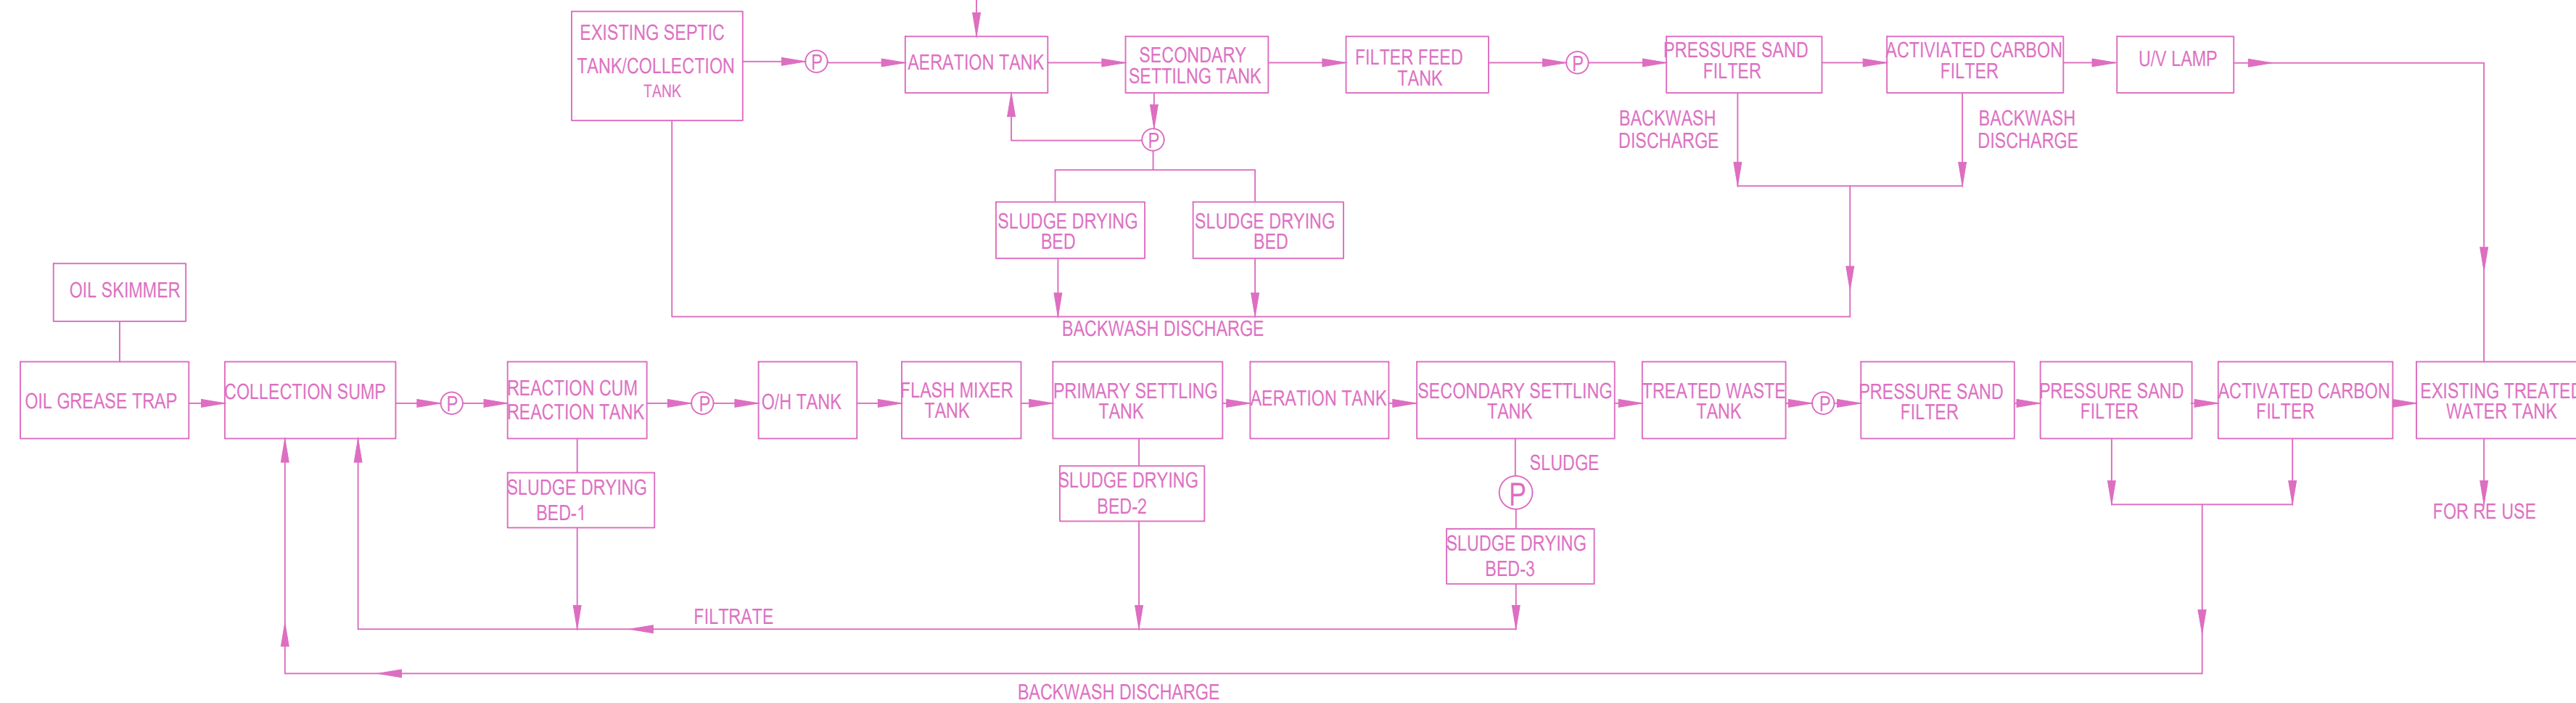 EXISTING SEPTIC
TANK/COLLECTION
TANK
P
AERATION TANK
SECONDARY
SETTILNG TANK
FILTER FEED
TANK
P
PRESSURE SAND
FILTER
ACTIVIATED CARBON
FILTER
U/V LAMP
BACKWASH
DISCHARGE
BACKWASH
DISCHARGE
P
SLUDGE DRYING
BED
SLUDGE DRYING
BED
BACKWASH DISCHARGE
OIL SKIMMER
OIL GREASE TRAP
COLLECTION SUMP
P
REACTION CUM
REACTION TANK
P
O/H TANK
FLASH MIXER
TANK
PRIMARY SETTLING
TANK
AERATION TANK
SECONDARY SETTLING
TANK
TREATED WASTE
TANK
P
PRESSURE SAND
FILTER
PRESSURE SAND
FILTER
ACTIVATED CARBON
FILTER
EXISTING TREATED
WATER TANK
SLUDGE DRYING
BED-1
SLUDGE DRYING
BED-2
SLUDGE
P
SLUDGE DRYING
BED-3
FOR RE USE
FILTRATE
BACKWASH DISCHARGE